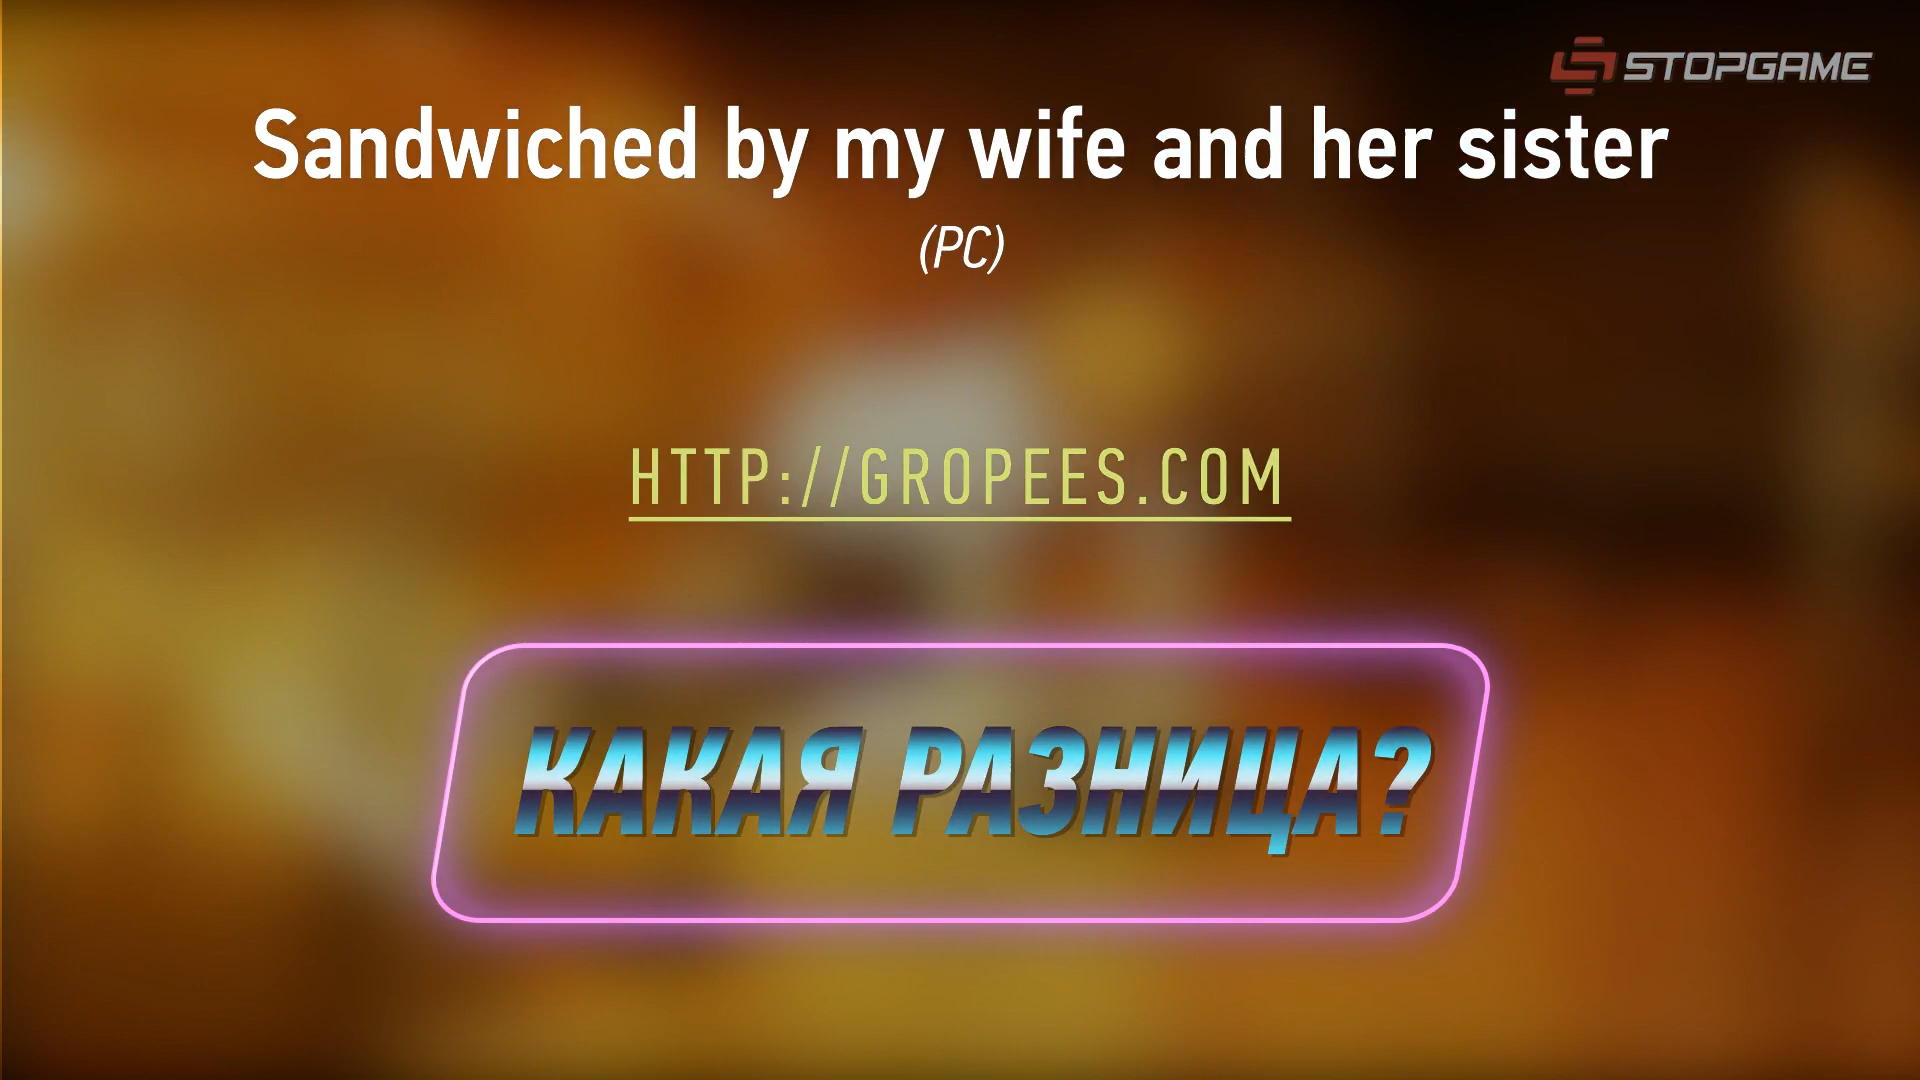 STOPGAME
Sandwiched by my wife and her sister
(PC)
HTTP://GROPEES.COM
КАКАЯ РАЗНИЦА?